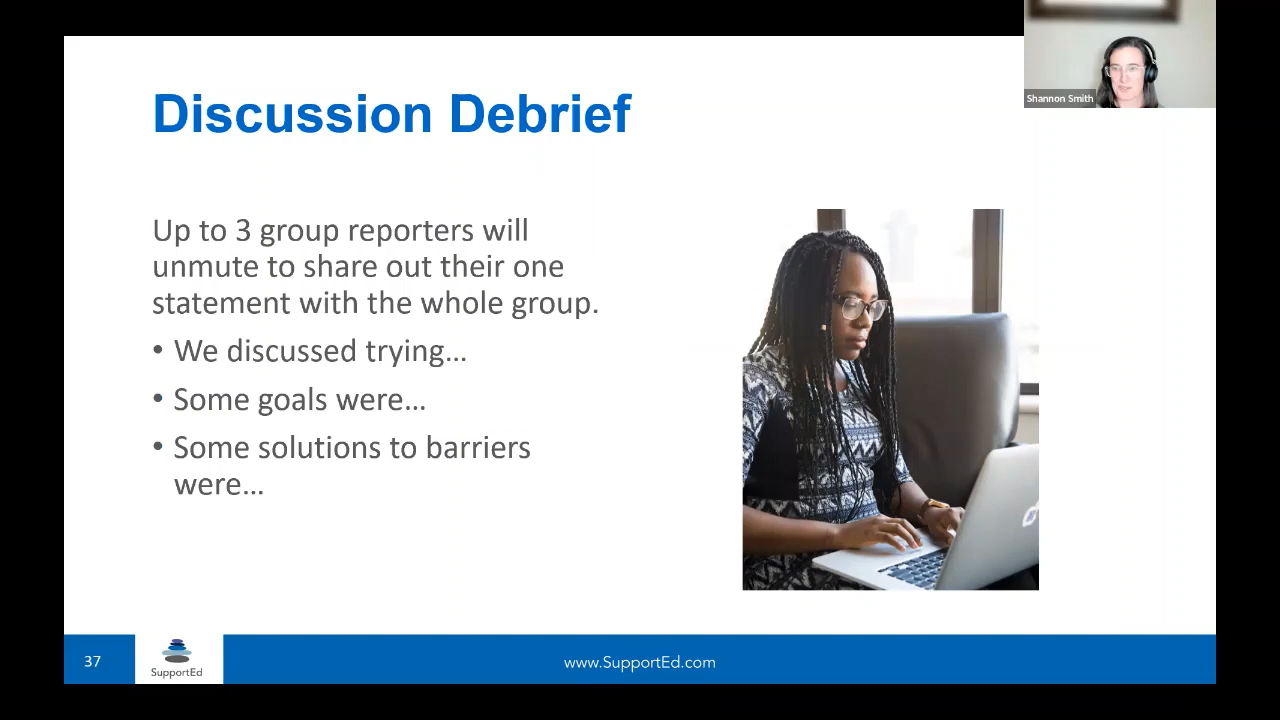 Shannon Smith
Discussion Debrief
Up to 3 group reporters will
unmute to share out their one
statement with the whole group.
• We discussed trying...
• Some goals were...
• Some solutions to barriers
were...
37
SupportEd
www.SupportEd.com